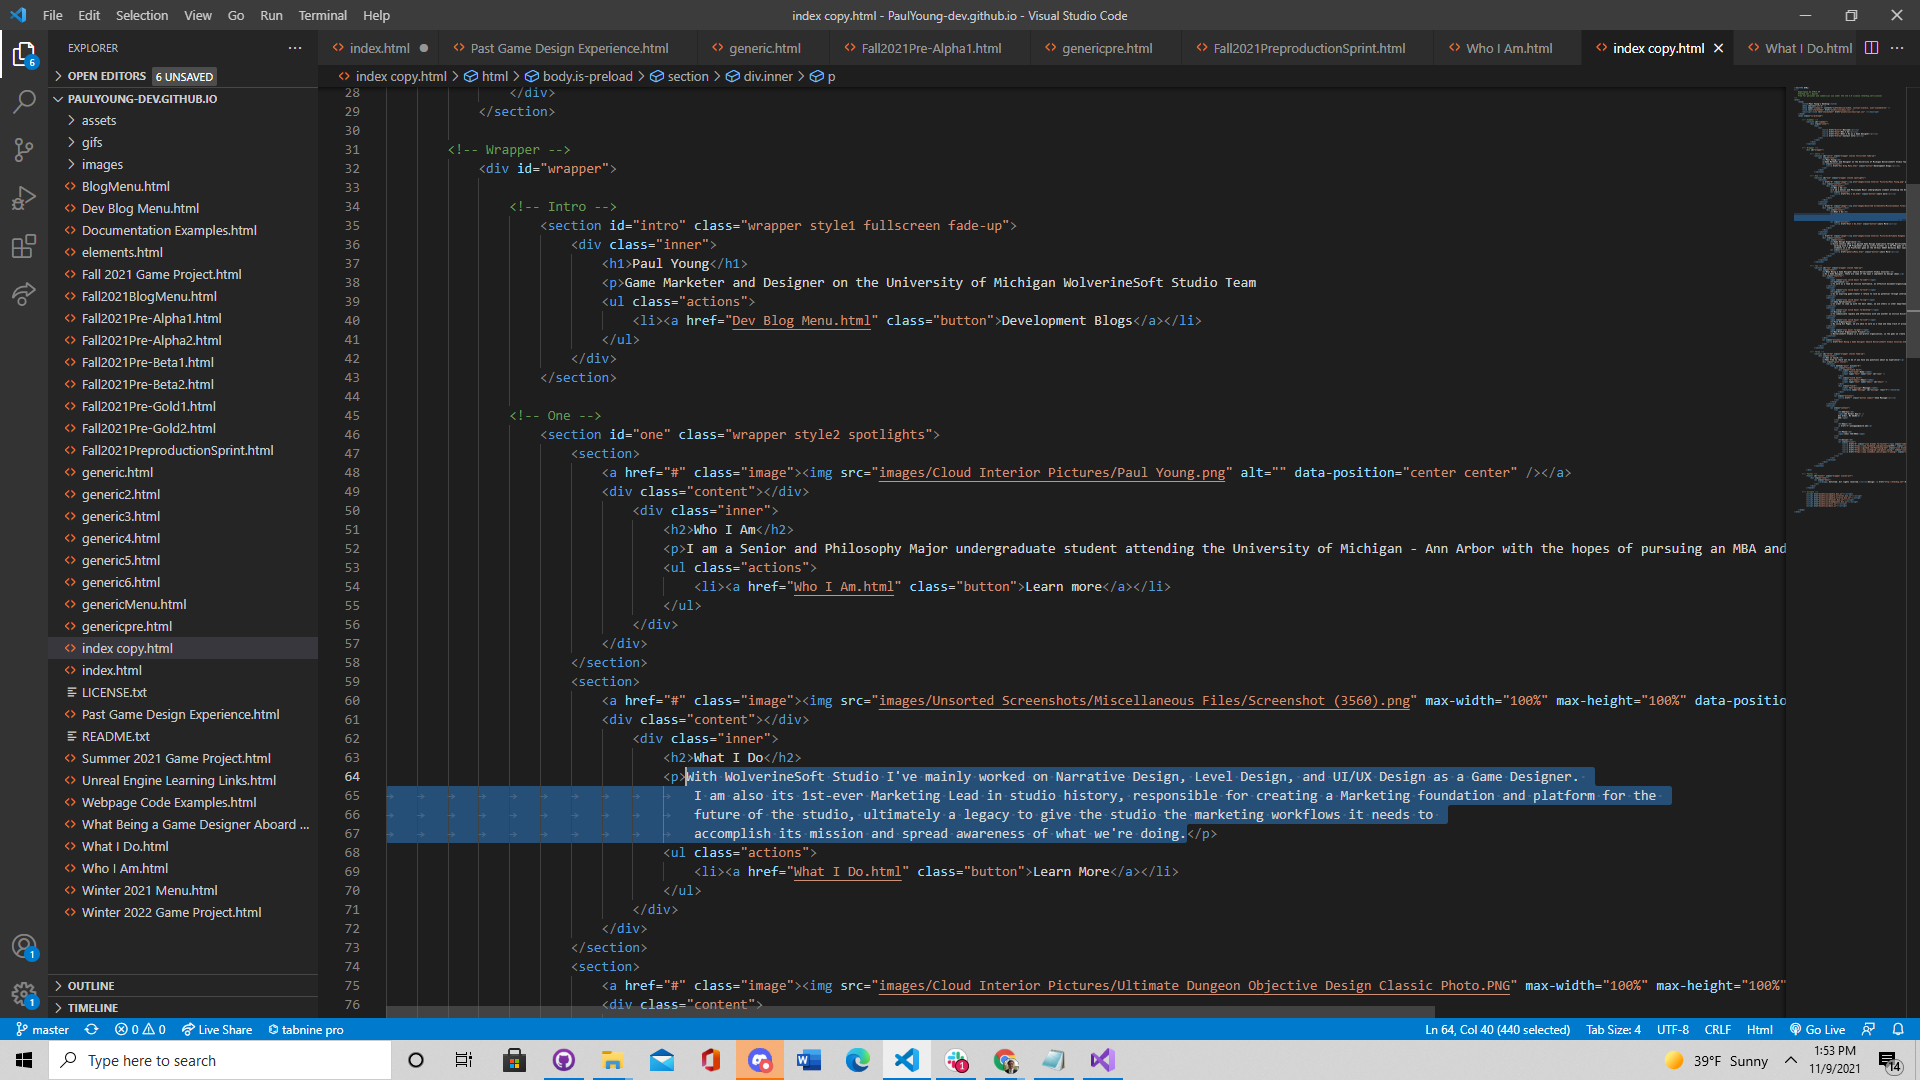 File Edit Selection View Go Run Terminal Help
index copy.html - PaulYoung-dev.github.io - Visual Studio Code
EXPLORER
OPEN EDITORS 6 UNSAVED
PAULYOUNG-DEV.GITHUB.IO
assets
gifs
images
BlogMenu.html
Dev Blog Menu.html
Documentation Examples.html
elements.html
Fall 2021 Game Project.html
Fall2021BlogMenu.html
Fall2021Pre-Alpha1.html
Fall2021Pre-Alpha2.html
Fall2021Pre-Beta1.html
Fall2021Pre-Beta2.html
Fall2021Pre-Gold1.html
Fall2021Pre-Gold2.html
Fall2021PreproductionSprint.html
generic.html
generic2.html
generic3.html
generic4.html
generic5.html
generic6.html
genericMenu.html
genericpre.html
index copy.html
index.html
LICENSE.txt
Past Game Design Experience.html
README.txt
Summer 2021 Game Project.html
Unreal Engine Learning Links.html
Webpage Code Examples.html
What Being a Game Designer Aboard ...
What I Do.html
Who I Am.html
Winter 2021 Menu.html
Winter 2022 Game Project.html
OUTLINE
TIMELINE
6
1
1
index.html Past Game Design Experience.html generic.html Fall2021Pre-Alpha1.html genericpre.html Fall2021PreproductionSprint.html Who I Am.html index copy.html What I Do.html
index copy.html > html > body.is-preload > section > div.inner > p
28 </div>
29 </section>
30
31 <!-- Wrapper -->
32 <div id="wrapper">
33
34 <!-- Intro -->
35 <section id="intro" class="wrapper style1 fullscreen fade-up">
36 <div class="inner">
37 <h1>Paul Young</h1>
38 <p>Game Marketer and Designer on the University of Michigan WolverineSoft Studio Team
39 <ul class="actions">
40 <li><a href="Dev Blog Menu.html" class="button">Development Blogs</a></li>
41 </ul>
42 </div>
43 </section>
44
45 <!-- One -->
46 <section id="one" class="wrapper style2 spotlights">
47 <section>
48 <a href="#" class="image"><img src="images/Cloud Interior Pictures/Paul Young.png" alt="" data-position="center center" /></a>
49 <div class="content"></div>
50 <div class="inner">
51 <h2>Who I Am</h2>
52 <p>I am a Senior and Philosophy Major undergraduate student attending the University of Michigan - Ann Arbor with the hopes of pursuing an MBA and
53 <ul class="actions">
54 <li><a href="Who I Am.html" class="button">Learn more</a></li>
55 </ul>
56 </div>
57 </div>
58 </section>
59 <section>
60 <a href="#" class="image"><img src="images/Unsorted Screenshots/Miscellaneous Files/Screenshot (3560).png" max-width="100%" max-height="100%" data-positio
61 <div class="content"></div>
62 <div class="inner">
63 <h2>What I Do</h2>
64 <p>With WolverineSoft Studio I've mainly worked on Narrative Design, Level Design, and UI/UX Design as a Game Designer.
65 I am also its 1st-ever Marketing Lead in studio history, responsible for creating a Marketing foundation and platform for the
66 future of the studio, ultimately a legacy to give the studio the marketing workflows it needs to
67 accomplish its mission and spread awareness of what we're doing.</p>
68 <ul class="actions">
69 <li><a href="What I Do.html" class="button">Learn More</a></li>
70 </ul>
71 </div>
72 </div>
73 </section>
74 <section>
75 <a href="#" class="image"><img src="images/Cloud Interior Pictures/Ultimate Dungeon Objective Design Classic Photo.PNG" max-width="100%" max-height="100%"
76 <div class="content">
master 0 0 Live Share tabnine pro
Ln 64, Col 40 (440 selected) Tab Size: 4 UTF-8 CRLF Html Go Live
Type here to search
1
39°F Sunny
1:53 PM
11/9/2021
14